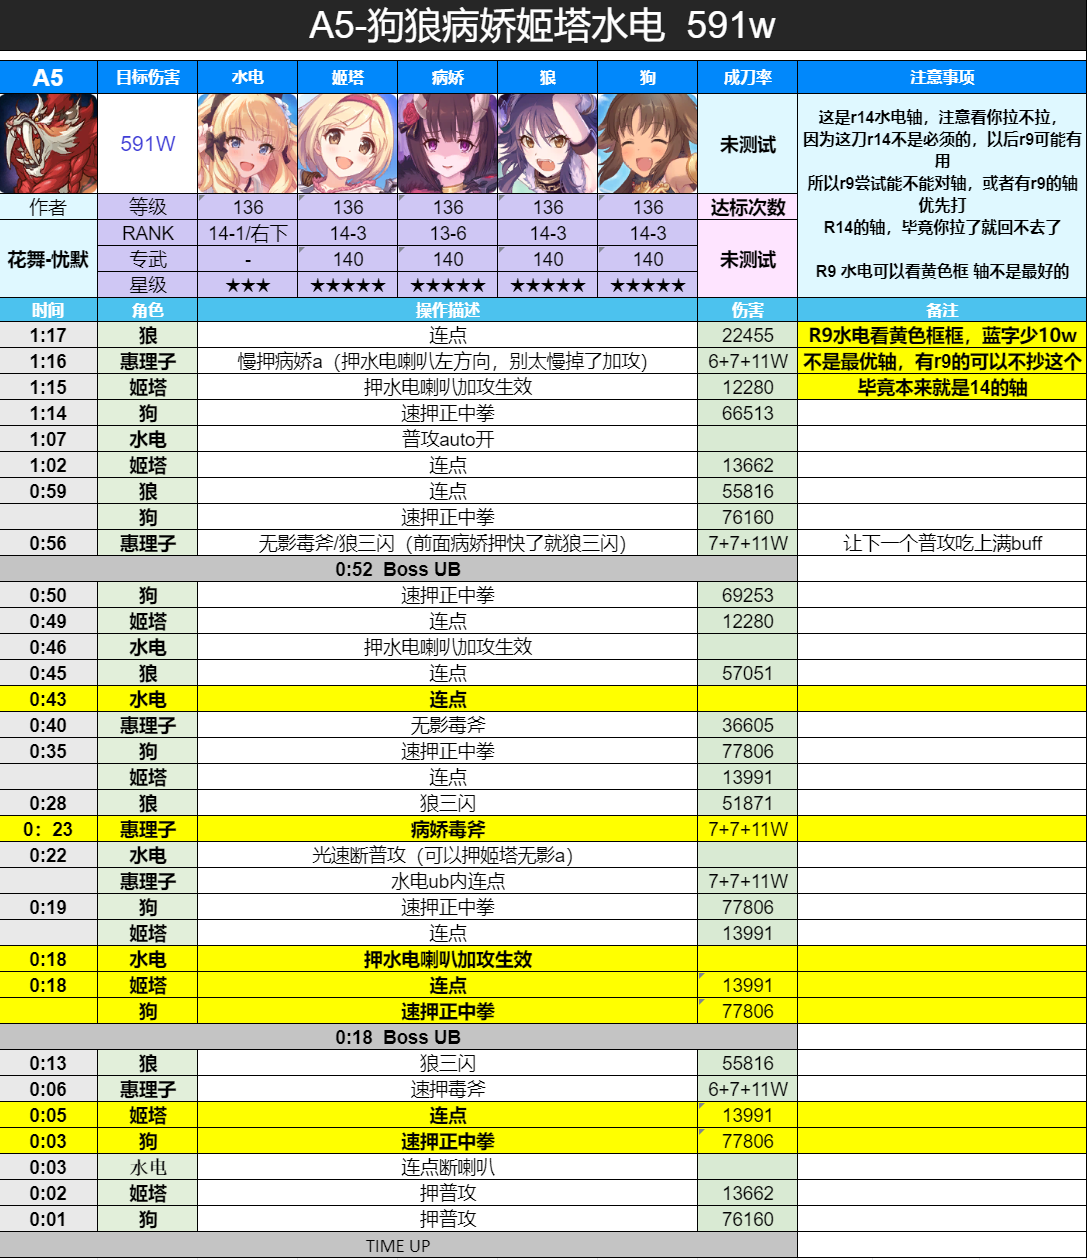 A5-狗狼病娇姬塔水电 591w
A5 目标伤害 水电 姬塔 病娇 狼 狗 成刀率 注意事项
591W 未测试
这是r14水电轴，注意看你拉不拉，
因为这刀r14不是必须的，以后r9可能有
用
所以r9尝试能不能对轴，或者有r9的轴
优先打
R14的轴，毕竟你拉了就回不去了
R9 水电可以看黄色框 轴不是最好的
作者 等级 136 136 136 136 136 达标次数
花舞-忧默 RANK 14-1/右下 14-3 13-6 14-3 14-3 未测试
专武 - 140 140 140 140
星级 ★★★ ★★★★★ ★★★★★ ★★★★★ ★★★★★
时间 角色 操作描述 伤害 备注
1:17 狼 连点 22455 R9水电看黄色框框，蓝字少10w
1:16 惠理子 慢押病娇a（押水电喇叭左方向，别太慢掉了加攻） 6+7+11W 不是最优轴，有r9的可以不抄这个
1:15 姬塔 押水电喇叭加攻生效 12280 毕竟本来就是14的轴
1:14 狗 速押正中拳 66513
1:07 水电 普攻auto开
1:02 姬塔 连点 13662
0:59 狼 连点 55816
狗 速押正中拳 76160
0:56 惠理子 无影毒斧/狼三闪（前面病娇押快了就狼三闪） 7+7+11W 让下一个普攻吃上满buff
0:52 Boss UB
0:50 狗 速押正中拳 69253
0:49 姬塔 连点 12280
0:46 水电 押水电喇叭加攻生效
0:45 狼 连点 57051
0:43 水电 连点
0:40 惠理子 无影毒斧 36605
0:35 狗 速押正中拳 77806
姬塔 连点 13991
0:28 狼 狼三闪 51871
0：23 惠理子 病娇毒斧 7+7+11W
0:22 水电 光速断普攻（可以押姬塔无影a）
惠理子 水电ub内连点 7+7+11W
0:19 狗 速押正中拳 77806
姬塔 连点 13991
0:18 水电 押水电喇叭加攻生效
0:18 姬塔 连点 13991
狗 速押正中拳 77806
0:18 Boss UB
0:13 狼 狼三闪 55816
0:06 惠理子 速押毒斧 6+7+11W
0:05 姬塔 连点 13991
0:03 狗 速押正中拳 77806
0:03 水电 连点断喇叭
0:02 姬塔 押普攻 13662
0:01 狗 押普攻 76160
TIME UP